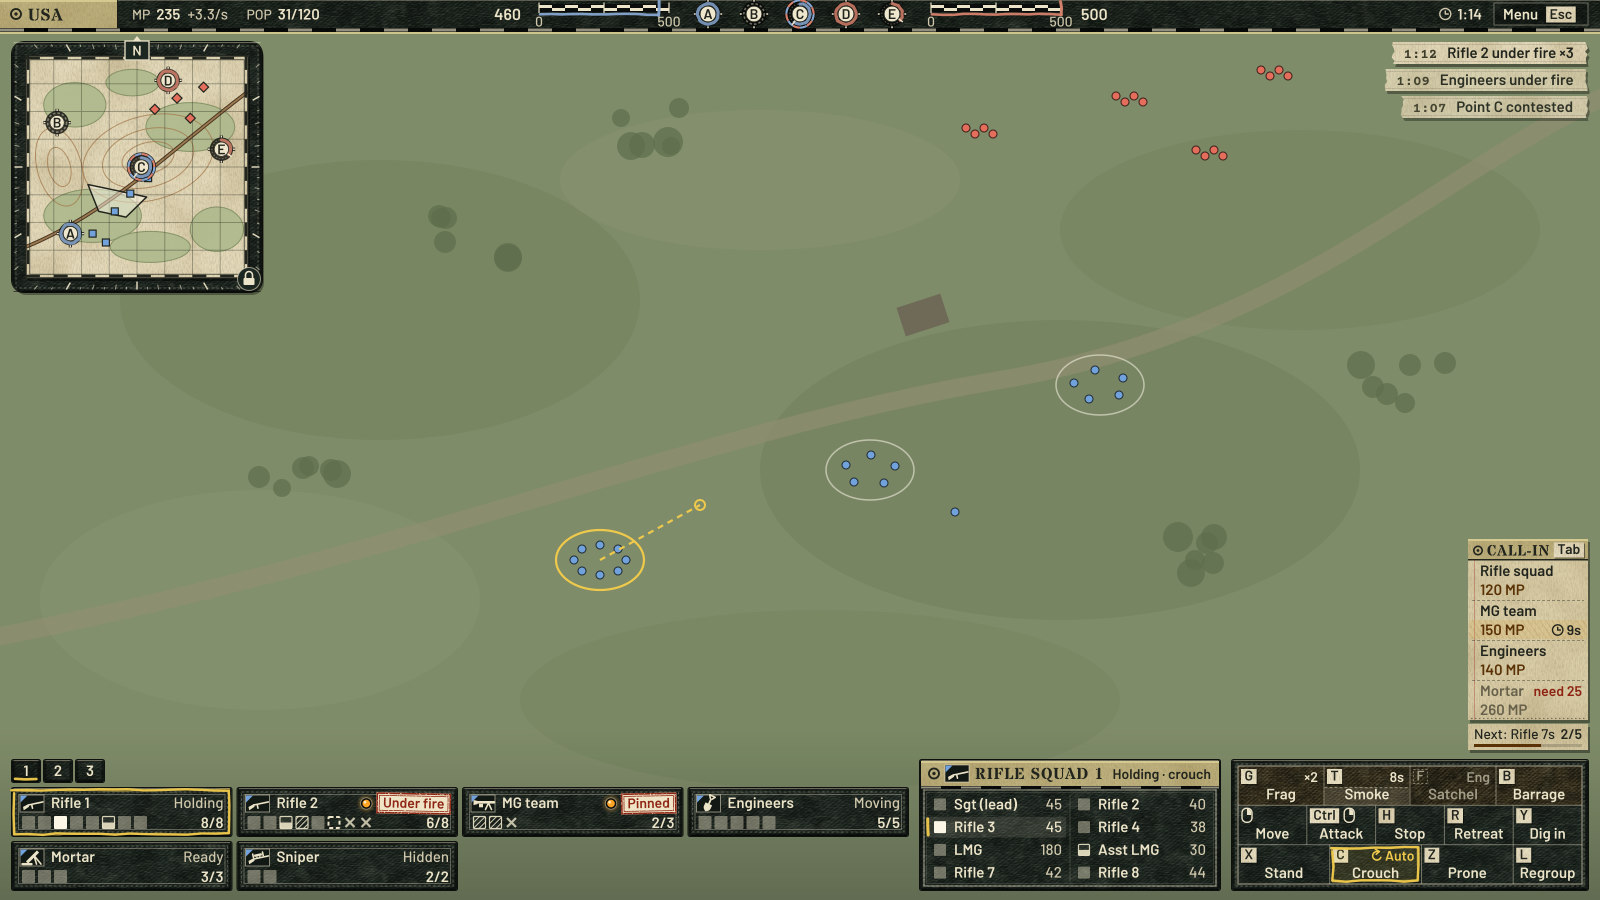 USA
MP 235 +3.3/s POP 31/120
460
0 500
A B C D E
0 500
500
1:14
Menu Esc
N
D
B
E
C
A
1:12 Rifle 2 under fire ×3
1:09 Engineers under fire
1:07 Point C contested
CALL-IN Tab
Rifle squad
120 MP
MG team
150 MP 9s
Engineers
140 MP
Mortar need 25
260 MP
Next: Rifle 7s 2/5
1 2 3
Rifle 1 Holding
8/8
Rifle 2 Under fire
6/8
MG team Pinned
2/3
Engineers Moving
5/5
Mortar Ready
3/3
Sniper Hidden
2/2
RIFLE SQUAD 1 Holding · crouch
Sgt (lead) 45 Rifle 2 40
Rifle 3 45 Rifle 4 38
LMG 180 Asst LMG 30
Rifle 7 42 Rifle 8 44
G ×2 T 8s F Eng B
Frag Smoke Satchel Barrage
Ctrl H R Y
Move Attack Stop Retreat Dig in
X C Auto Z L
Stand Crouch Prone Regroup